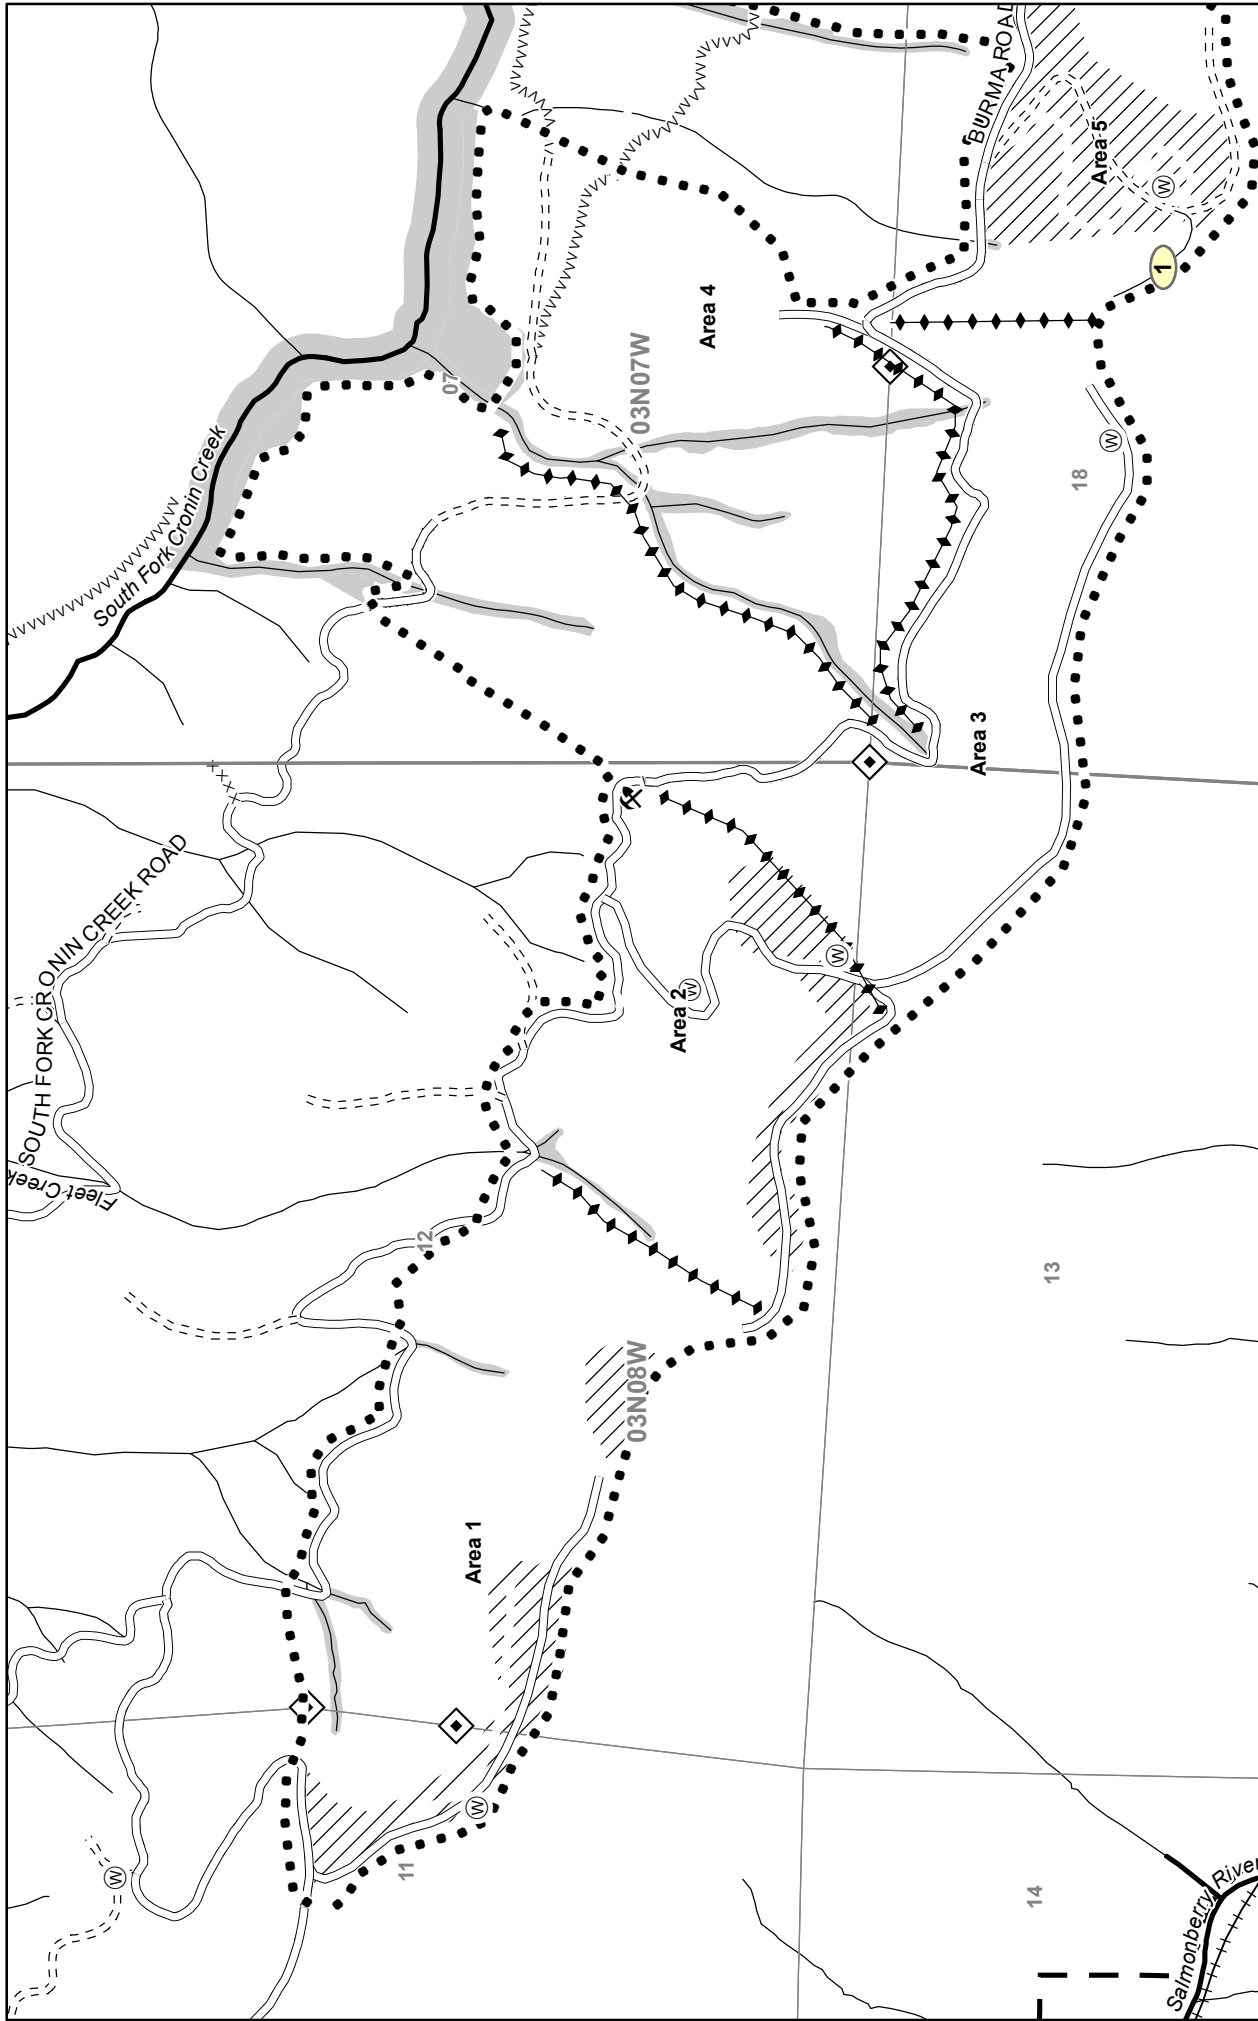 South Fork Cronin Creek
BURMA ROAD
Area 5
W
1
07
03N07W
Area 4
18
W
Area 3
SOUTH FORK CRONIN CREEK ROAD
Fleet Creek
W
Area 2
W
12
13
03N08W
Area 1
W
W
11
14
Salmonberry River